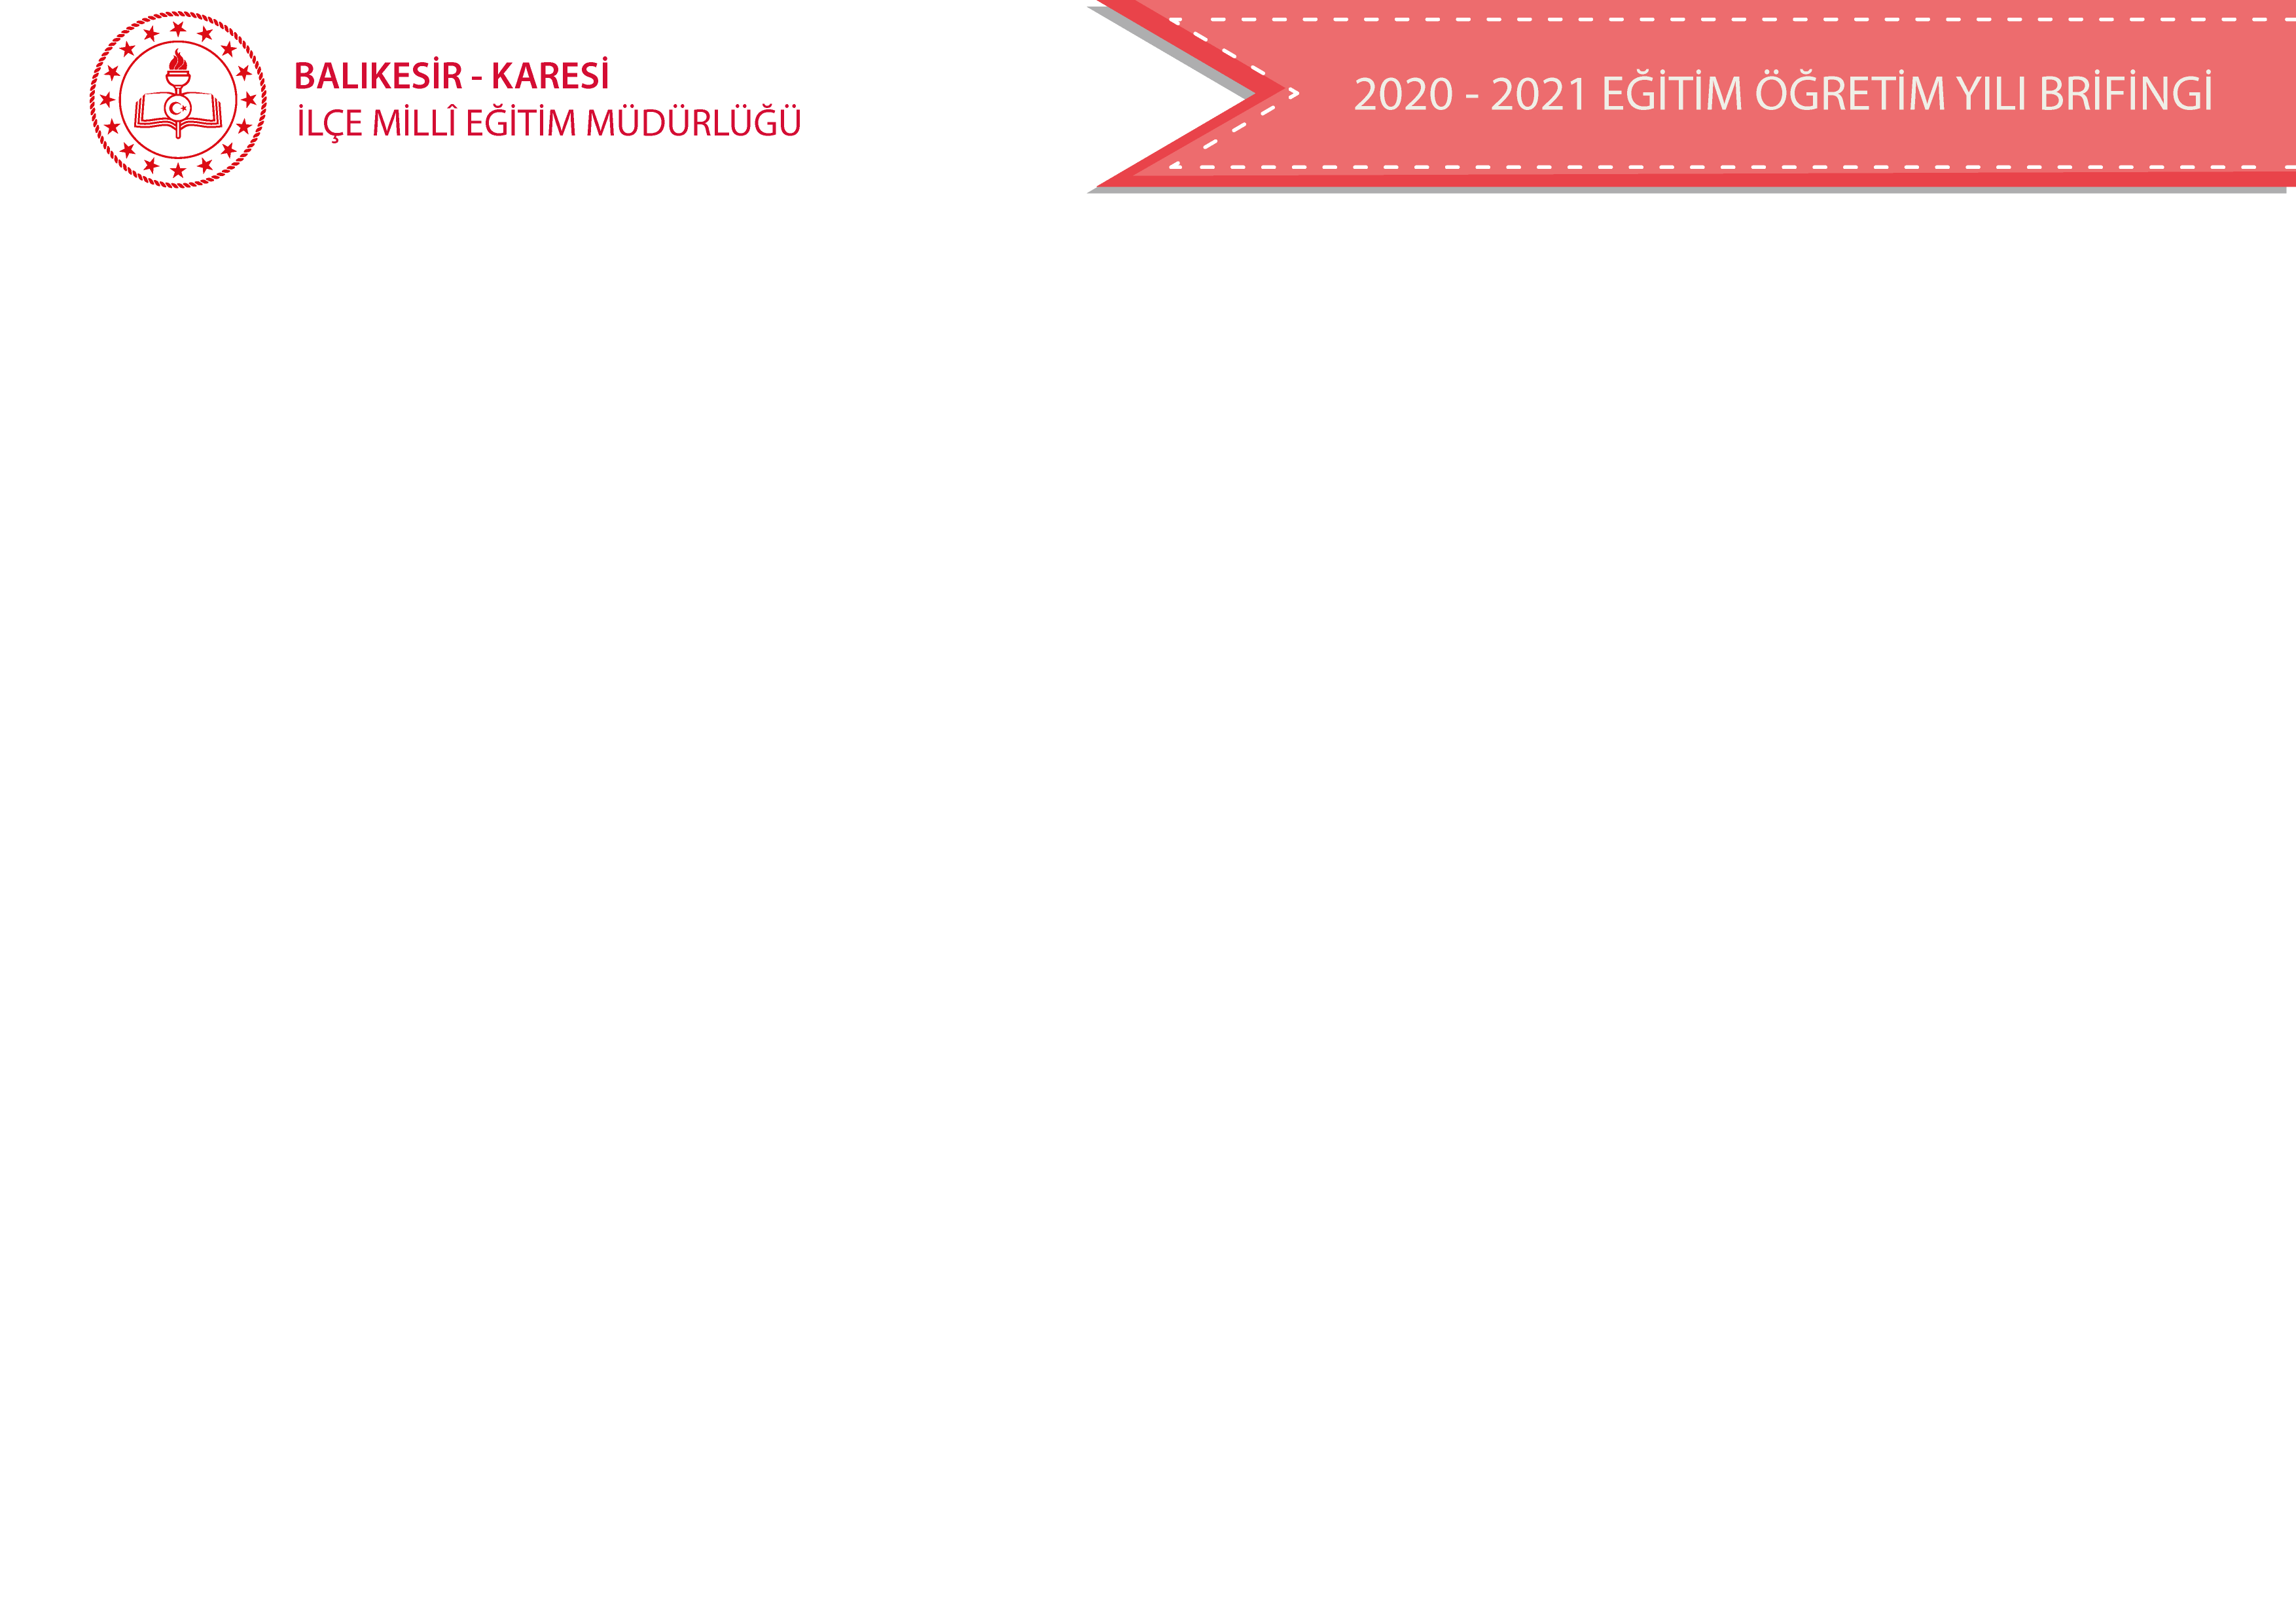 BALIKESİR - KARESİ
İLÇE MİLLÎ EĞİTİM MÜDÜRLÜĞÜ
2020 - 2021 EĞİTİM ÖĞRETİM YILI BRİFİNGİ